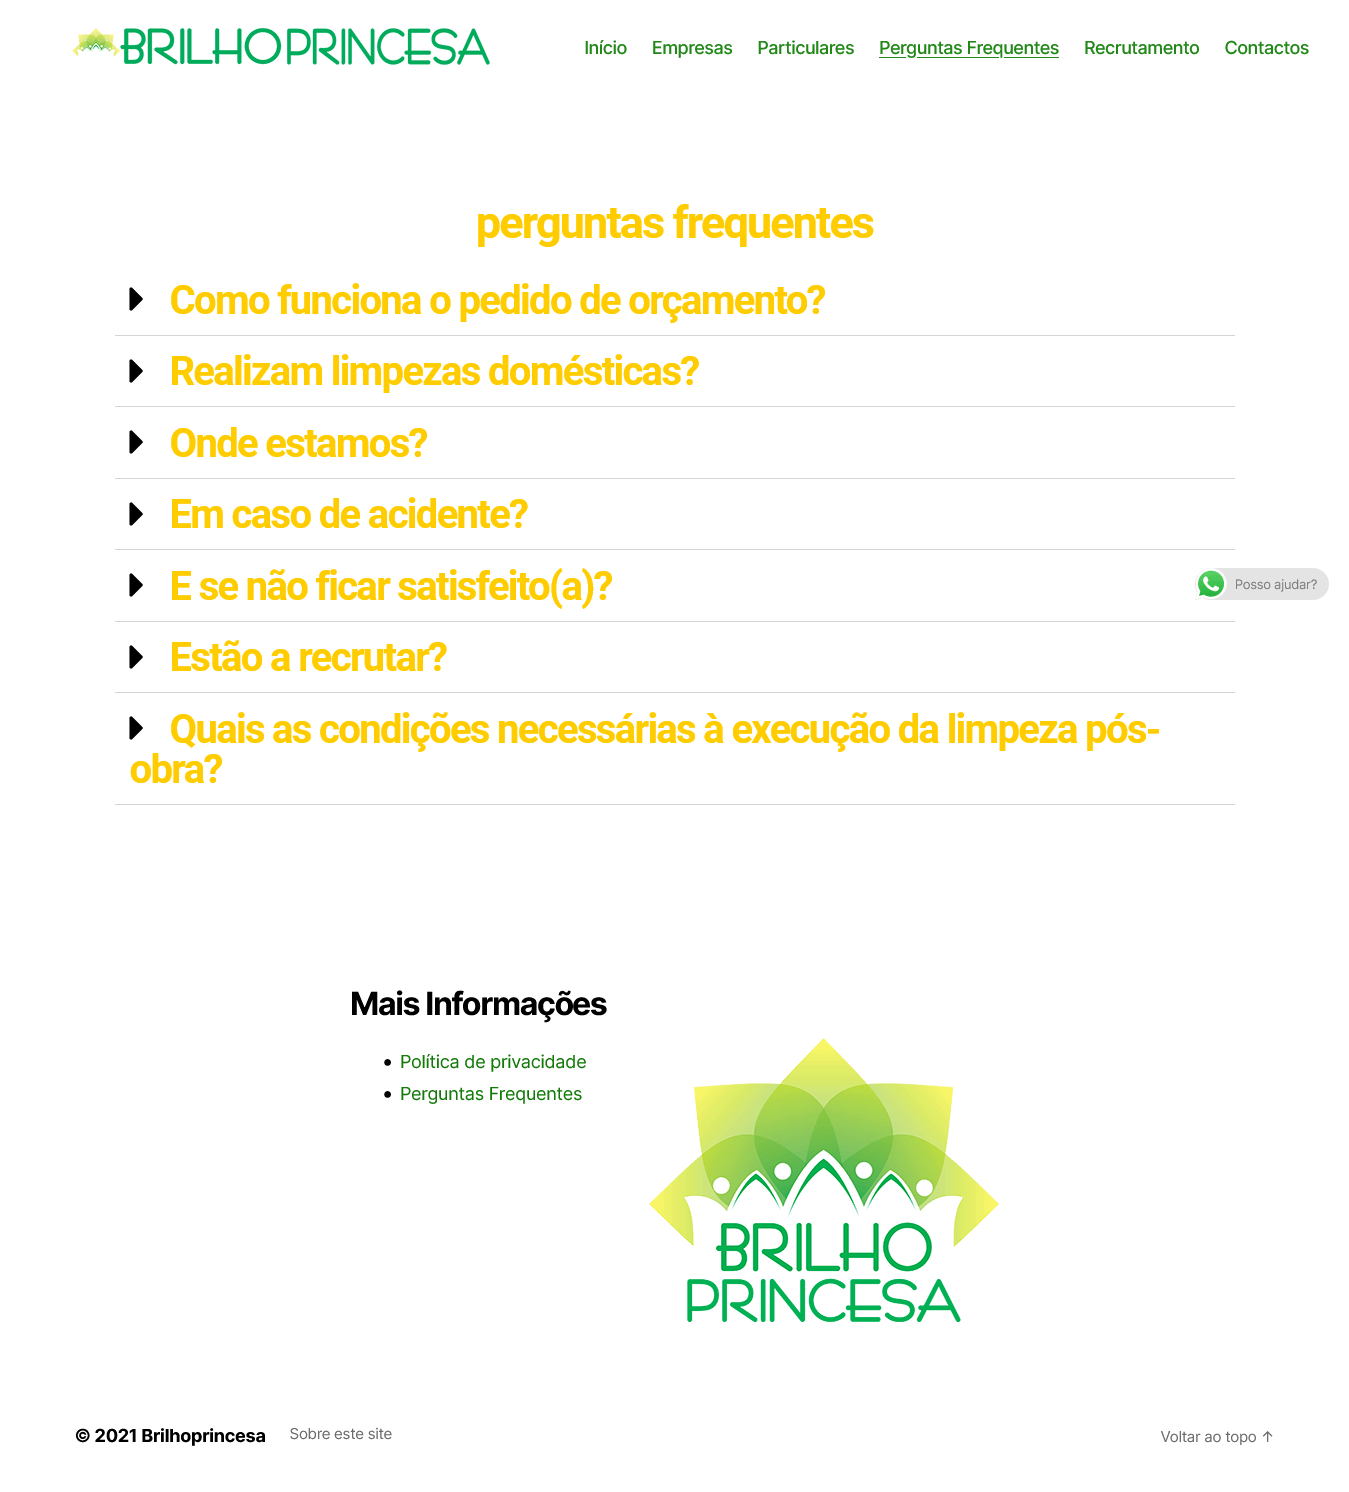 BRILHO PRINCESA
Início Empresas Particulares Perguntas Frequentes Recrutamento Contactos
perguntas frequentes
Como funciona o pedido de orçamento?
Realizam limpezas domésticas?
Onde estamos?
Em caso de acidente?
E se não ficar satisfeito(a)?
Posso ajudar?
Estão a recrutar?
Quais as condições necessárias à execução da limpeza pós-
obra?
Mais Informações
Política de privacidade
Perguntas Frequentes
BRILHO
PRINCESA
© 2021 Brilhoprincesa Sobre este site Voltar ao topo ↑